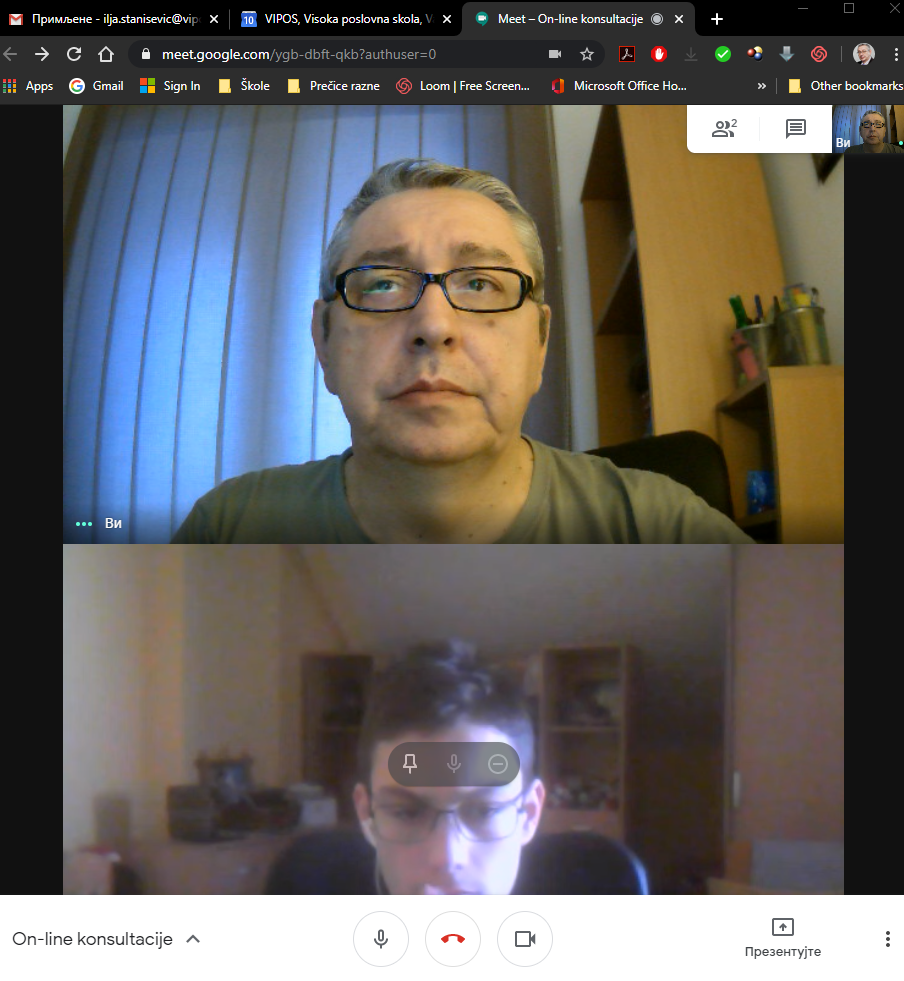 Примљене - ilja.stanisevic@vip
VIPOS, Visoka poslovna skola, V
Meet – On-line konsultacije
meet.google.com/ygb-dbft-qkb?authuser=0
Apps Gmail Sign In Škole Prečice razne Loom | Free Screen... Microsoft Office Ho... » Other bookmarks
10
2
Ви
Ви
On-line konsultacije
Презентујте